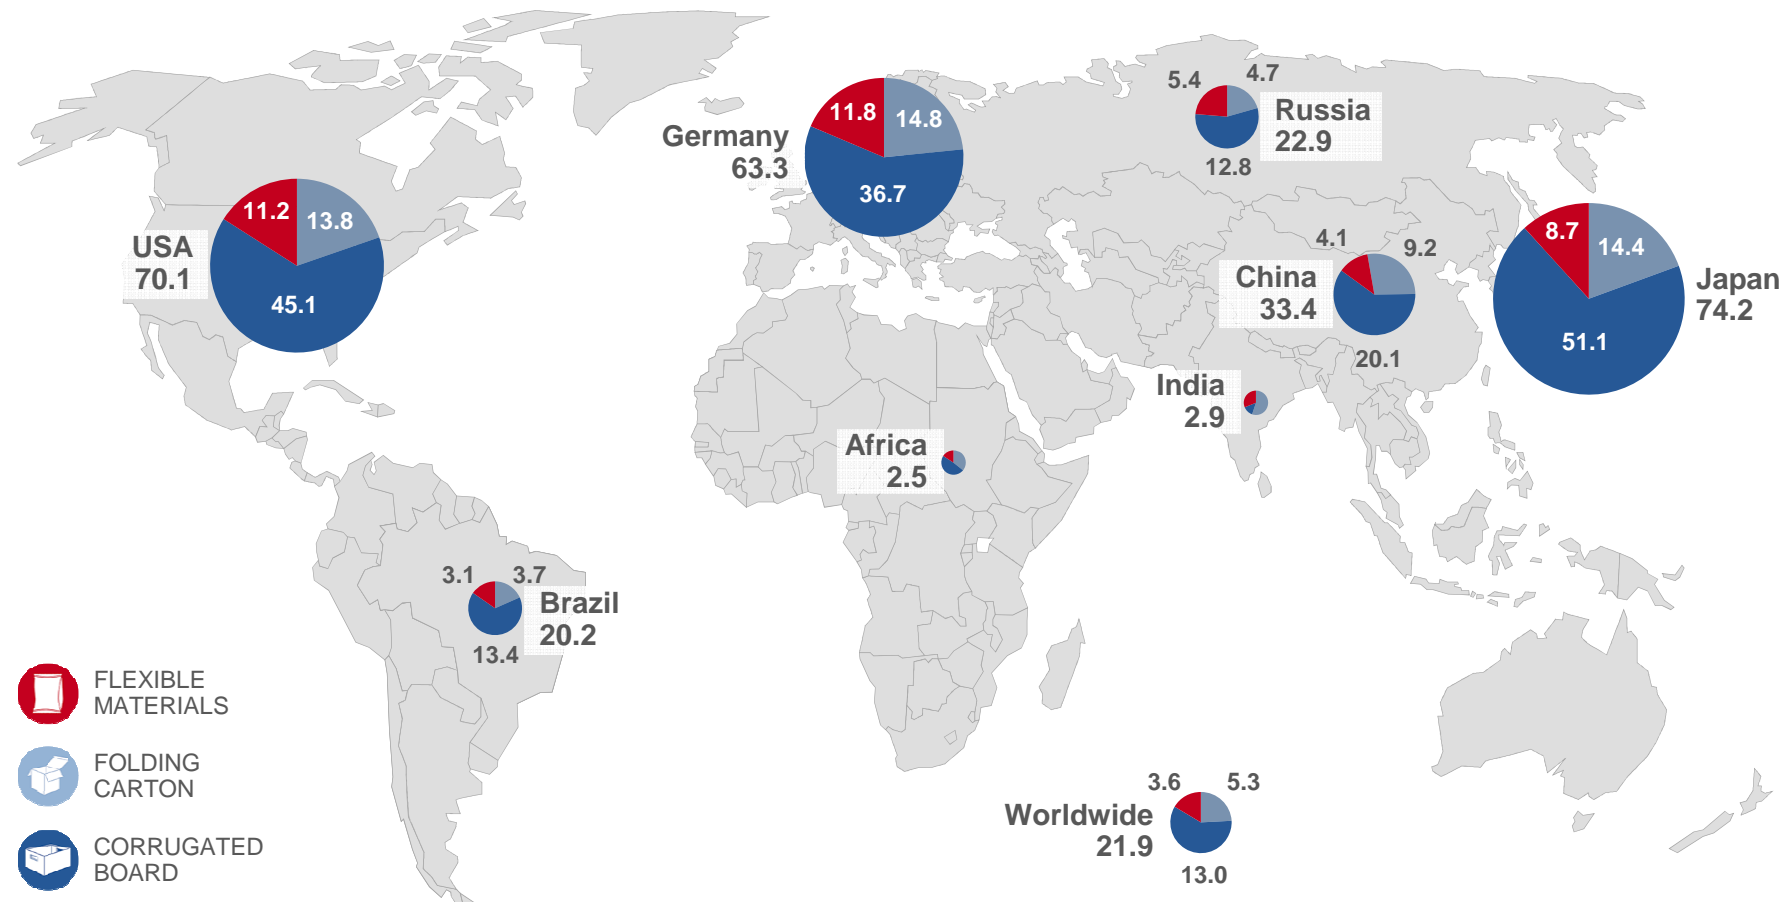 5.4
4.7
Russia
22.9
12.8
Germany
63.3
11.8
14.8
36.7
USA
70.1
11.2
13.8
45.1
4.1
9.2
China
33.4
20.1
8.7
14.4
51.1
Japan
74.2
India
2.9
Africa
2.5
3.1
3.7
Brazil
20.2
13.4
FLEXIBLE
MATERIALS
FOLDING
CARTON
CORRUGATED
BOARD
3.6
5.3
Worldwide
21.9
13.0